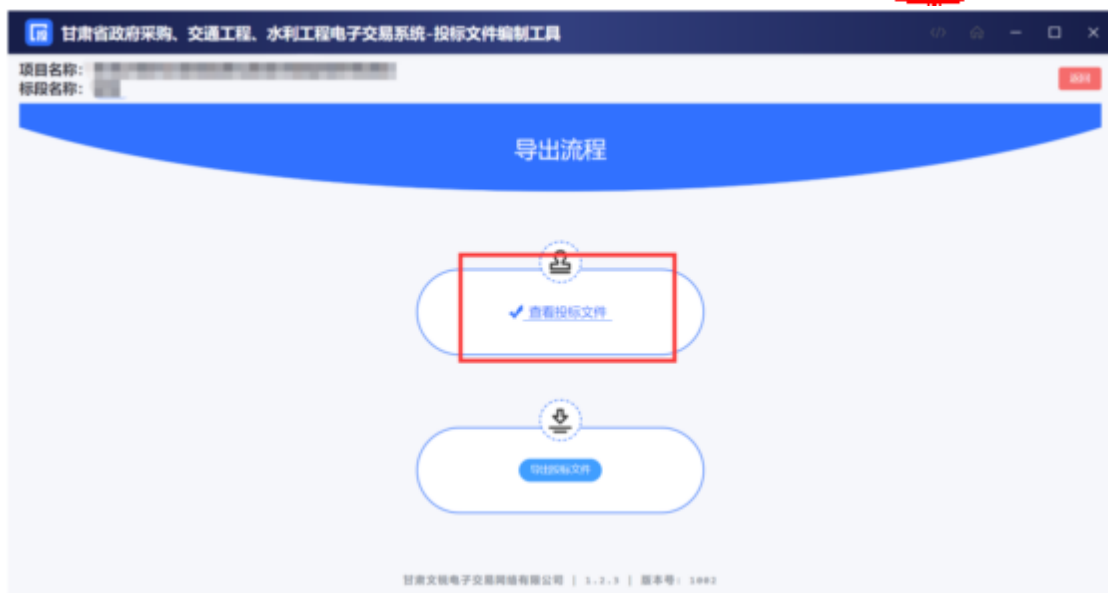 甘肃省政府采购、交通工程、水利工程电子交易系统-投标文件编制工具
项目名称：
标段名称：
返回
导出流程
查看投标文件
导出投标文件
甘肃文锐电子交易网络有限公司 | 1.2.3 | 版本号: 1002